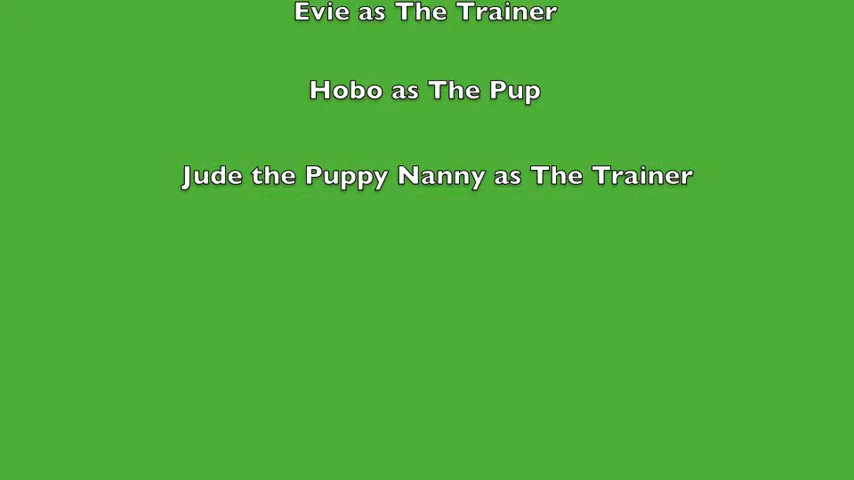 Evie as The Trainer
Hobo as The Pup
Jude the Puppy Nanny as The Trainer